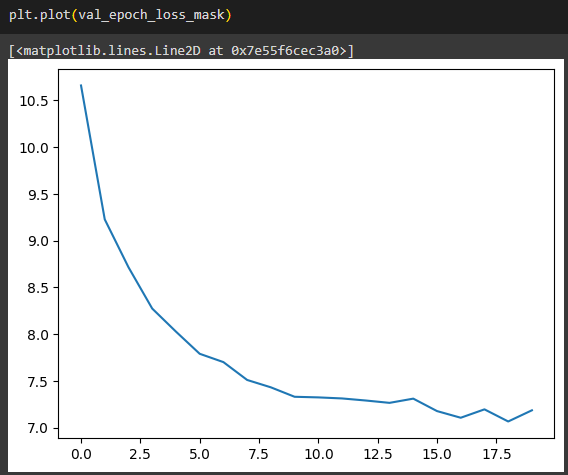 plt.plot(val_epoch_loss_mask)
[<matplotlib.lines.Line2D at 0x7e55f6cec3a0>]
10.5
10.0
9.5
9.0
8.5
8.0
7.5
7.0
0.0 2.5 5.0 7.5 10.0 12.5 15.0 17.5